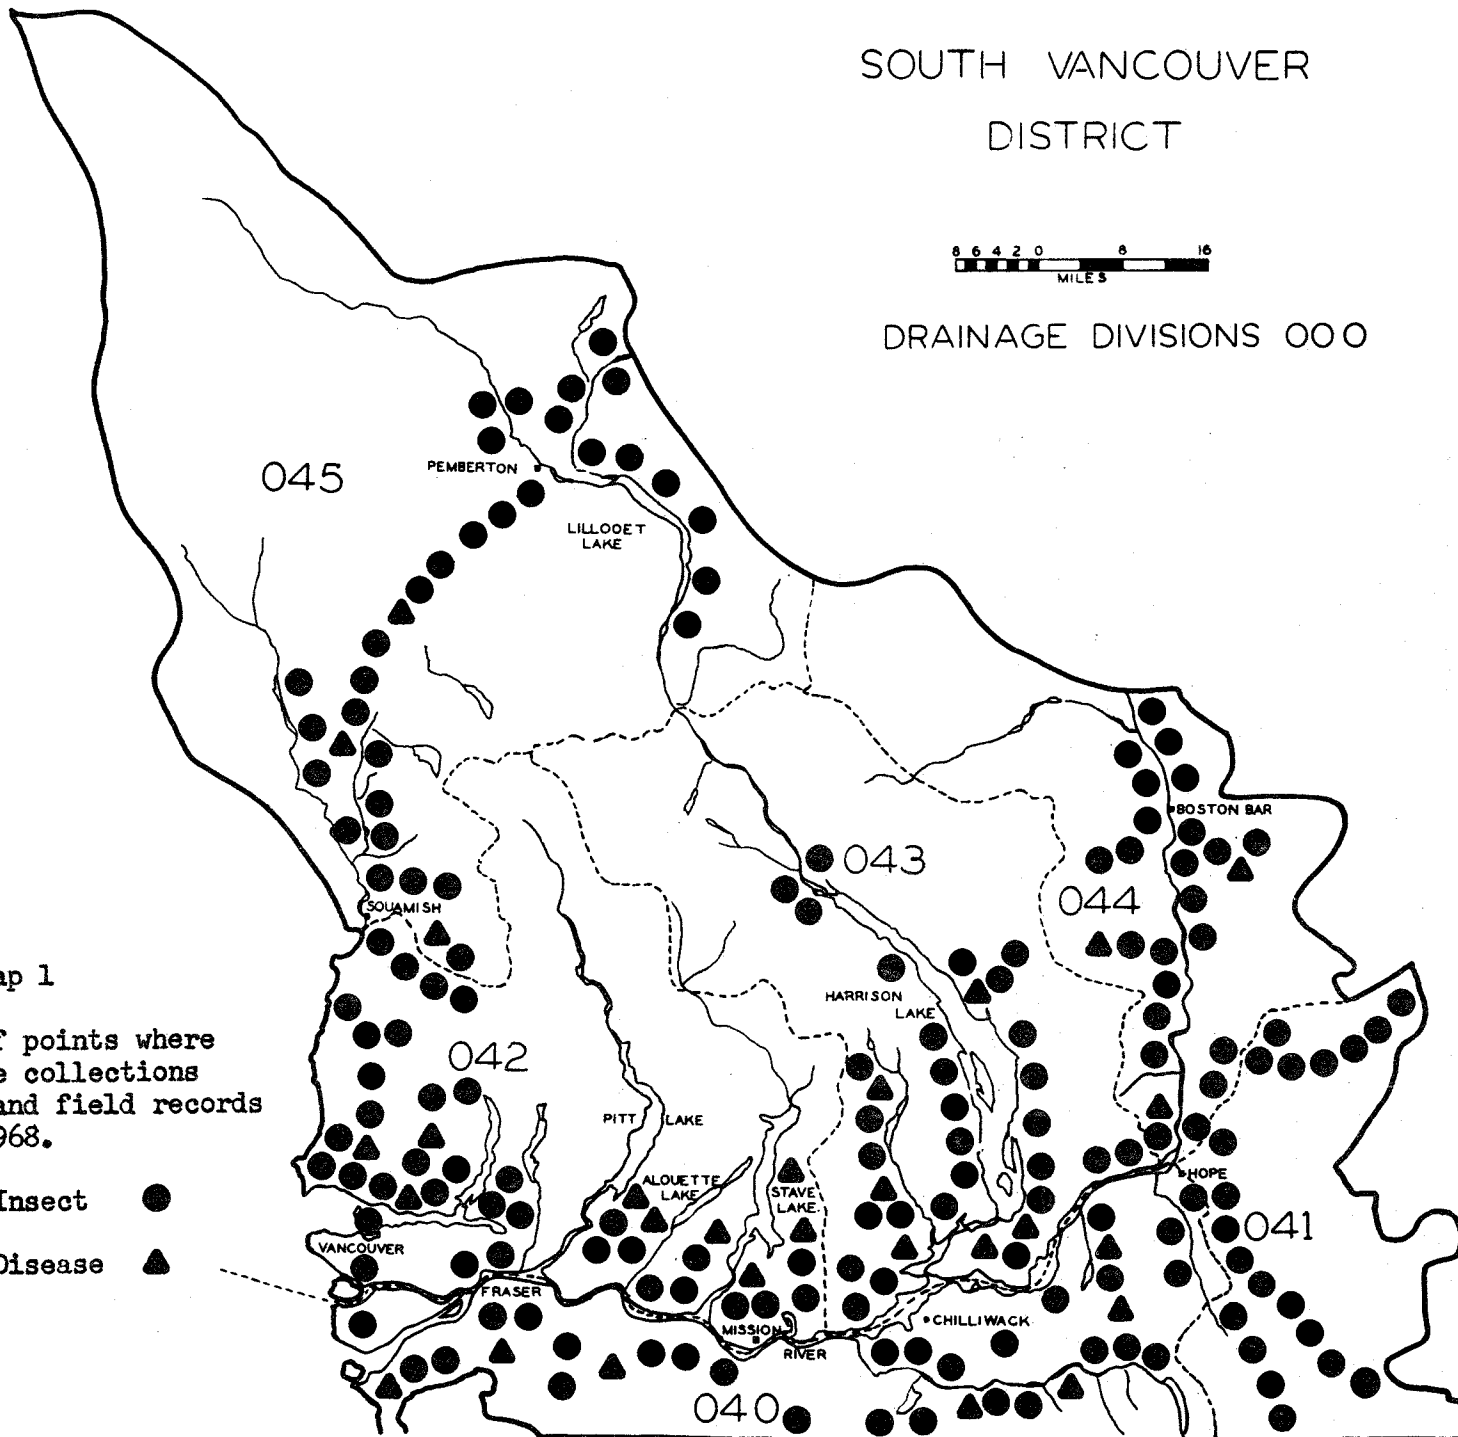 SOUTH VANCOUVER
DISTRICT
8 6 4 2 0 8 16
MILES
DRAINAGE DIVISIONS 000
045
PEMBERTON
LILLOOET
LAKE
BOSTON BAR
043
044
SQUAMISH
HARRISON
LAKE
ap 1
f points where
e collections
and field records
968.
Insect
Disease
042
PITT LAKE
ALOUETTE
LAKE
STAVE
LAKE
HOPE
041
VANCOUVER
FRASER
MISSION
RIVER
CHILLIWACK
040